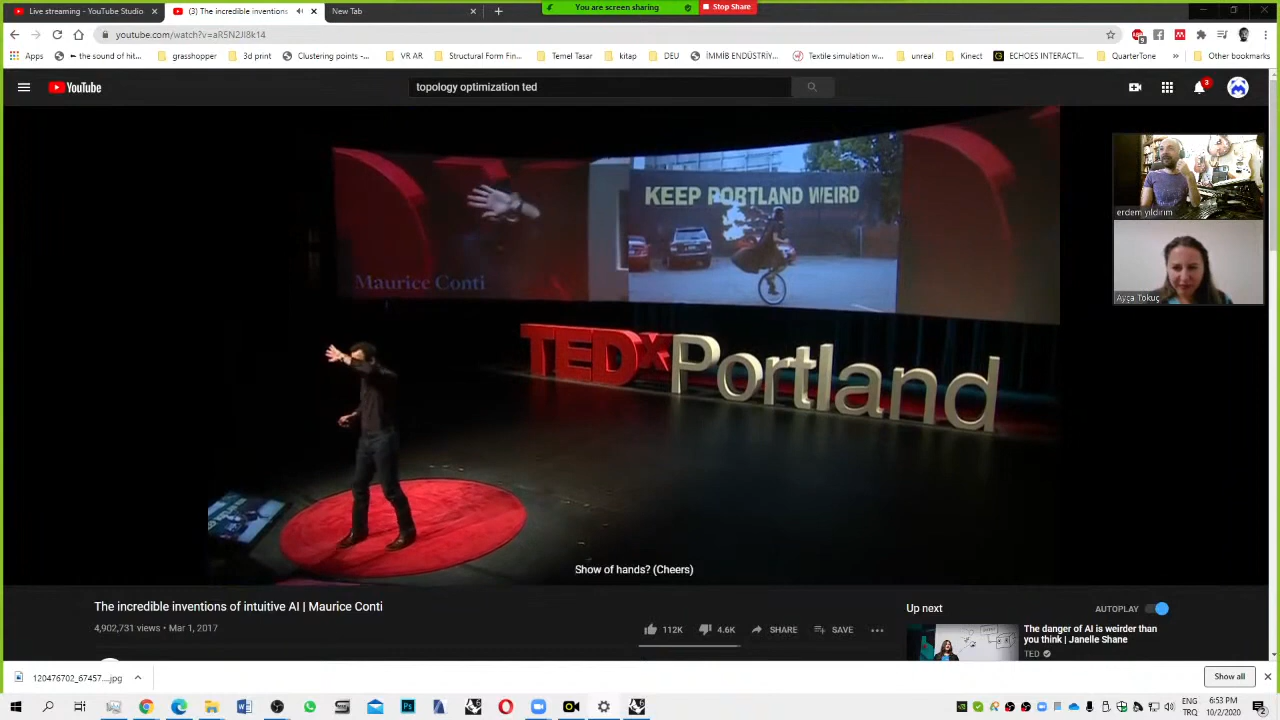 You are screen sharing
Stop Share
Live streaming - YouTube Studio
(3) The incredible inventions
New Tab
youtube.com/watch?v=aR5N2Jl8k14
Apps
the sound of hit...
grasshopper
3d print
Clustering points-...
VR AR
Structural Form Fin...
Temel Tasar
kitap
DEU
İMMİB ENDÜSTRİY...
Textile simulation w...
unreal
Kinect
ECHOES INTERACTI...
QuarterTone
»
Other bookmarks
YouTube
topology optimization ted
3
KEEP PORTLAND WEIRD
Maurice Conti
TEDxPortland
erdem yıldırım
Ayça Tokuç
Show of hands? (Cheers)
The incredible inventions of intuitive AI | Maurice Conti
4,902,731 views • Mar 1, 2017
112K
4.6K
SHARE
SAVE
Up next
AUTOPLAY
The danger of AI is weirder than
you think | Janelle Shane
TED
120476702_67457....jpg
Show all
ENG
TRQ
6:53 PM
10/2/2020
2